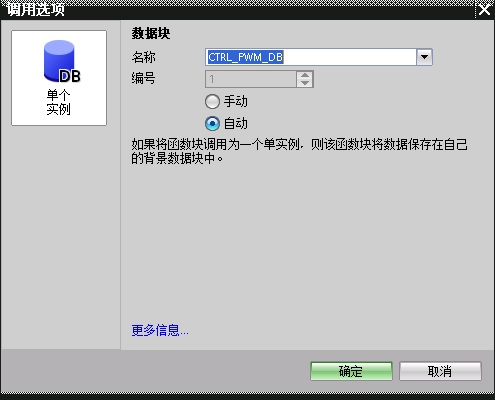 调用选项
DB
单个
实例
数据块
名称 CTRL_PWM_DB
编号 1
手动
自动
如果将函数块调用为一个单实例，则该函数块将数据保存在自己
的背景数据块中。
更多信息...
确定 取消